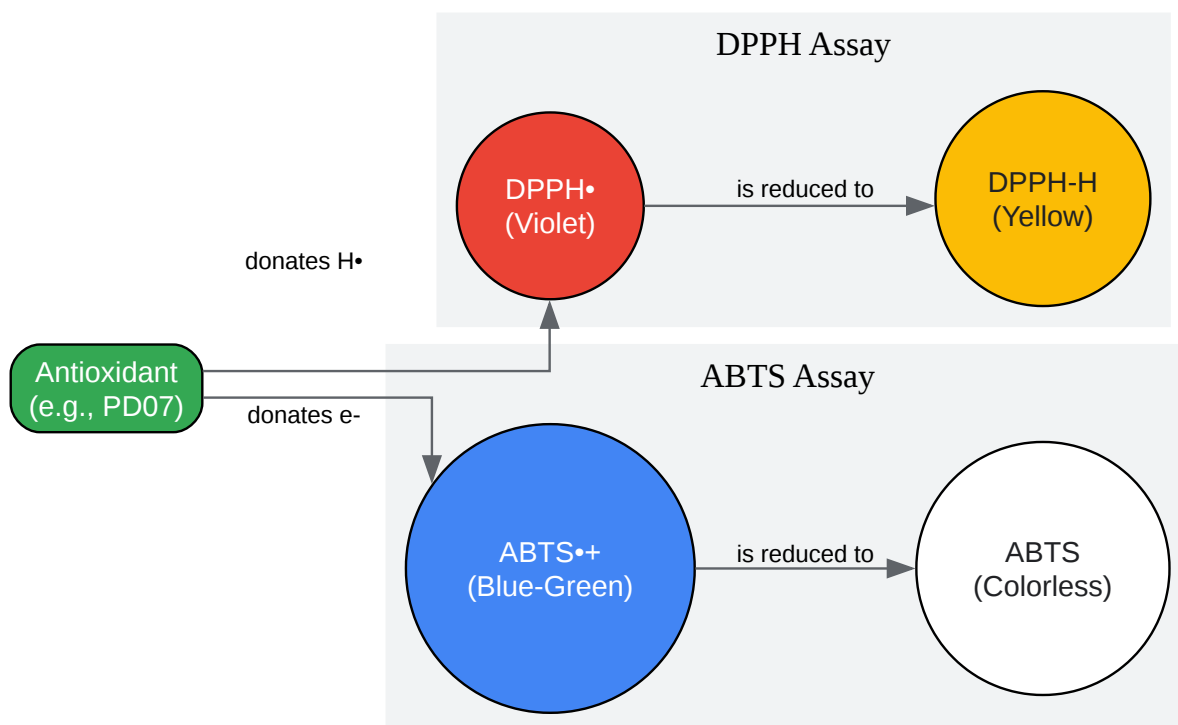 DPPH Assay
DPPH•
(Violet)
is reduced to
DPPH-H
(Yellow)
donates H•
Antioxidant
(e.g., PD07)
donates e-
ABTS Assay
ABTS•+
(Blue-Green)
is reduced to
ABTS
(Colorless)